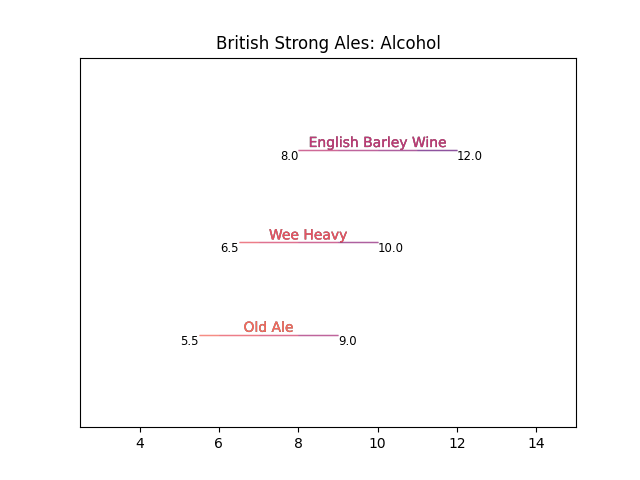 British Strong Ales: Alcohol
English Barley Wine
8.0 12.0
Wee Heavy
6.5 10.0
Old Ale
5.5 9.0
4 6 8 10 12 14